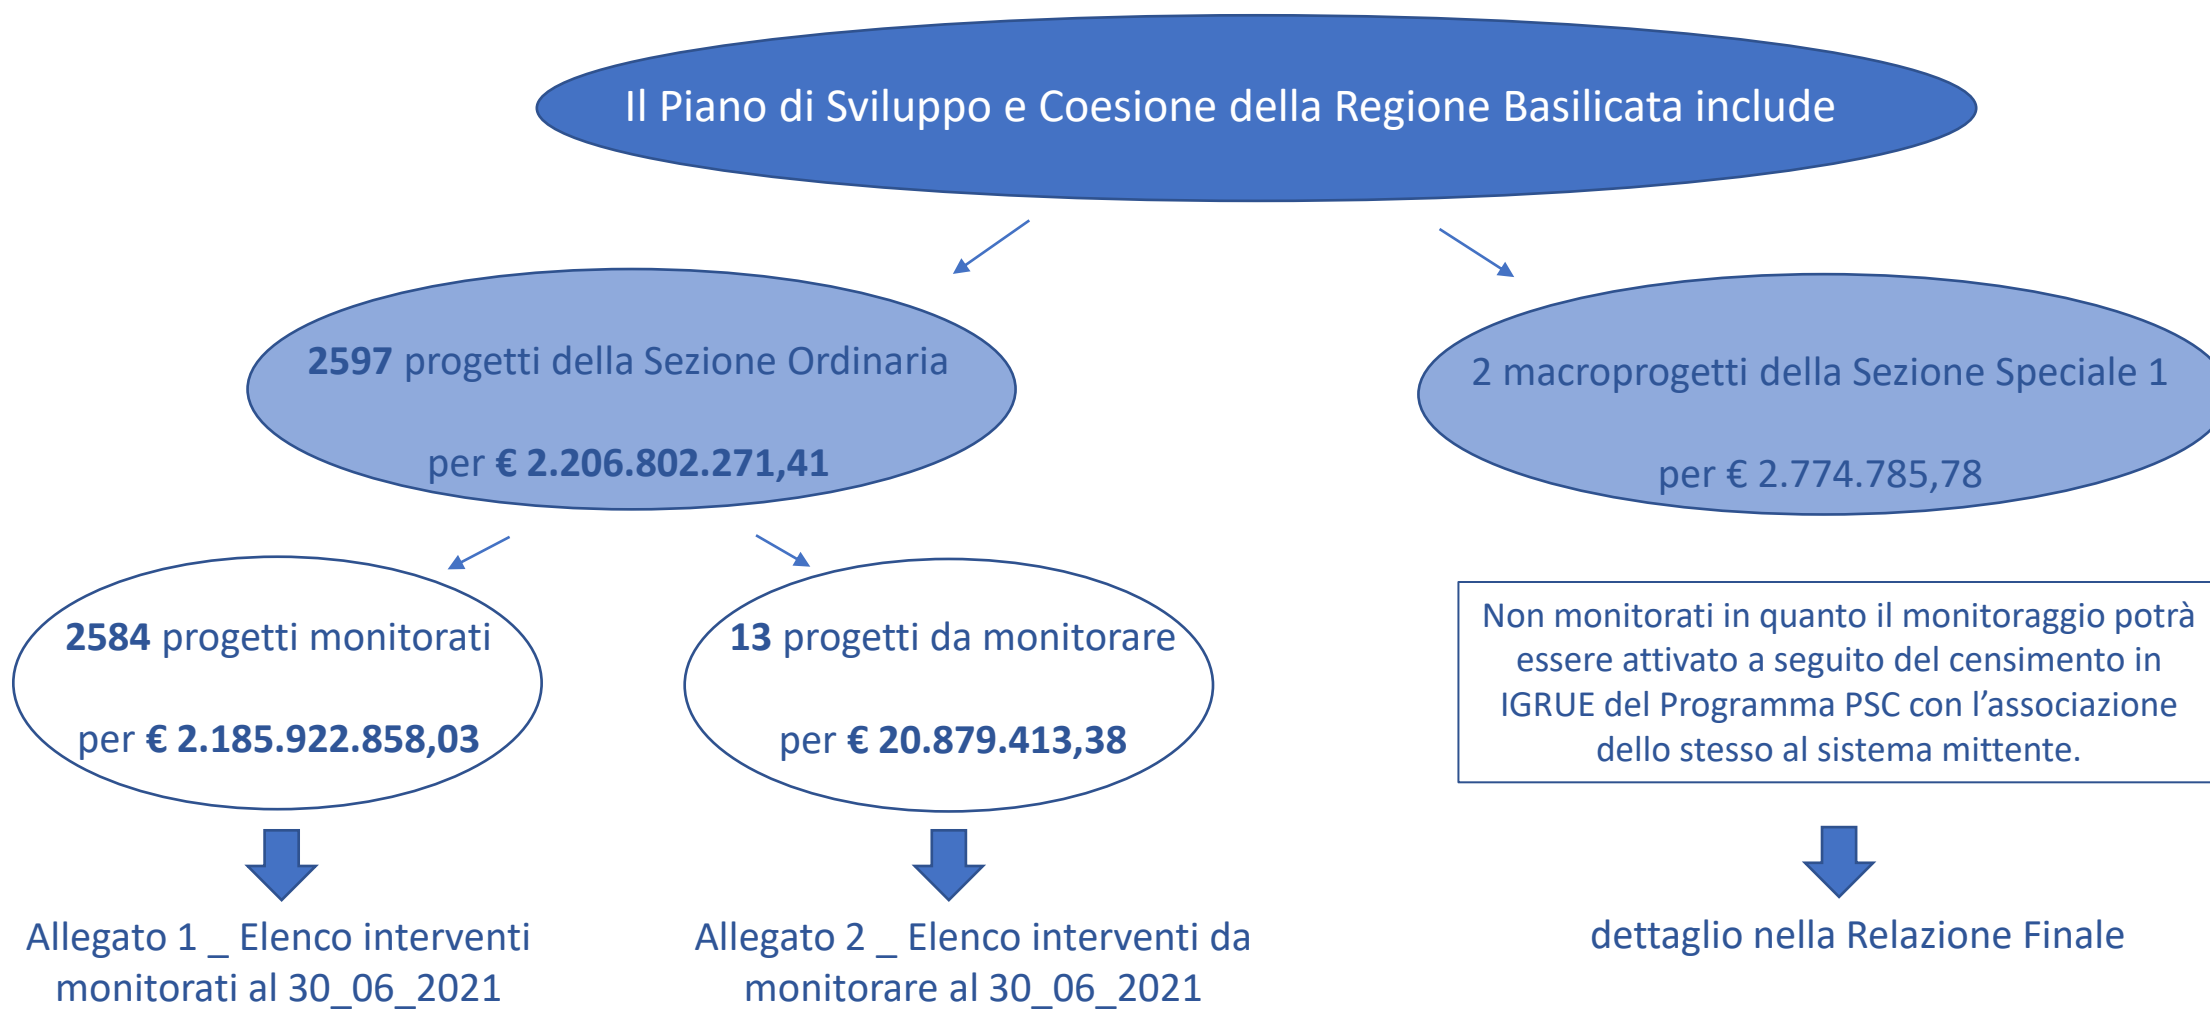 Il Piano di Sviluppo e Coesione della Regione Basilicata include
2597 progetti della Sezione Ordinaria
per € 2.206.802.271,41
2 macroprogetti della Sezione Speciale 1
per € 2.774.785,78
2584 progetti monitorati
per € 2.185.922.858,03
13 progetti da monitorare
per € 20.879.413,38
Non monitorati in quanto il monitoraggio potrà
essere attivato a seguito del censimento in
IGRUE del Programma PSC con l’associazione
dello stesso al sistema mittente.
Allegato 1 _ Elenco interventi
monitorati al 30_06_2021
Allegato 2 _ Elenco interventi da
monitorare al 30_06_2021
dettaglio nella Relazione Finale